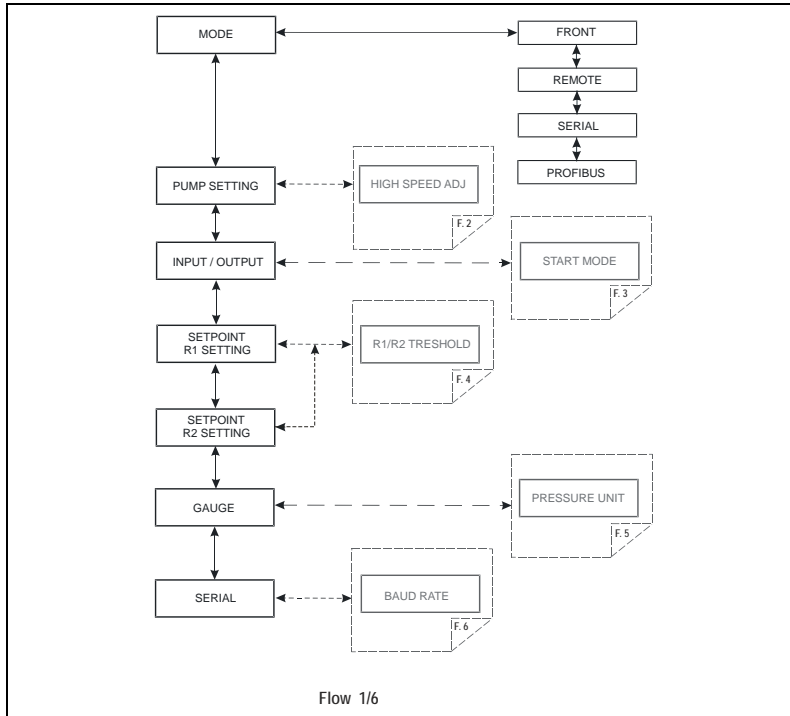 MODE
FRONT
REMOTE
SERIAL
PROFIBUS
PUMP SETTING
HIGH SPEED ADJ
F. 2
INPUT / OUTPUT
START MODE
F. 3
SETPOINT
R1 SETTING
R1/R2 TRESHOLD
F. 4
SETPOINT
R2 SETTING
GAUGE
PRESSURE UNIT
F. 5
SERIAL
BAUD RATE
F. 6
Flow 1/6